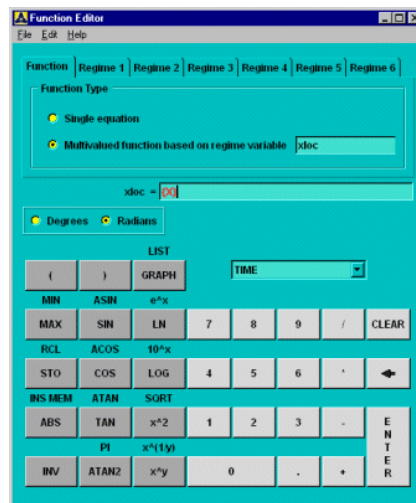 Function Editor
File Edit Help
Function Regime 1 Regime 2 Regime 3 Regime 4 Regime 5 Regime 6
Function Type
Single equation
Multivalued function based on regime variable xloc
xloc =
Degrees Radians
LIST
( ) GRAPH TIME
MIN ASIN e^x
MAX SIN LN 7 8 9 / CLEAR
RCL ACOS 10^x
STO COS LOG 4 5 6 *
INS MEM ATAN SQRT
ABS TAN x^2 1 2 3 - ENTER
PI x^(1/y)
INV ATAN2 x^y 0 . +